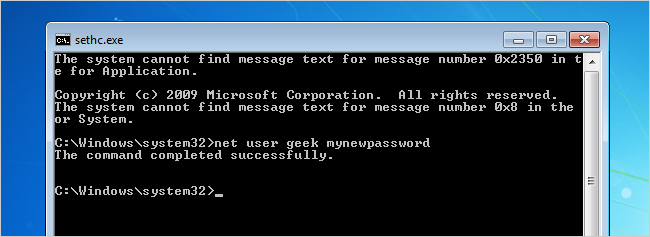 sethc.exe
The system cannot find message text for message number 0x2350 in t
e for Application.
Copyright (c) 2009 Microsoft Corporation.  All rights reserved.
The system cannot find message text for message number 0x8 in the
or System.
C:\Windows\system32>net user geek mynewpassword
The command completed successfully.
C:\Windows\system32>_